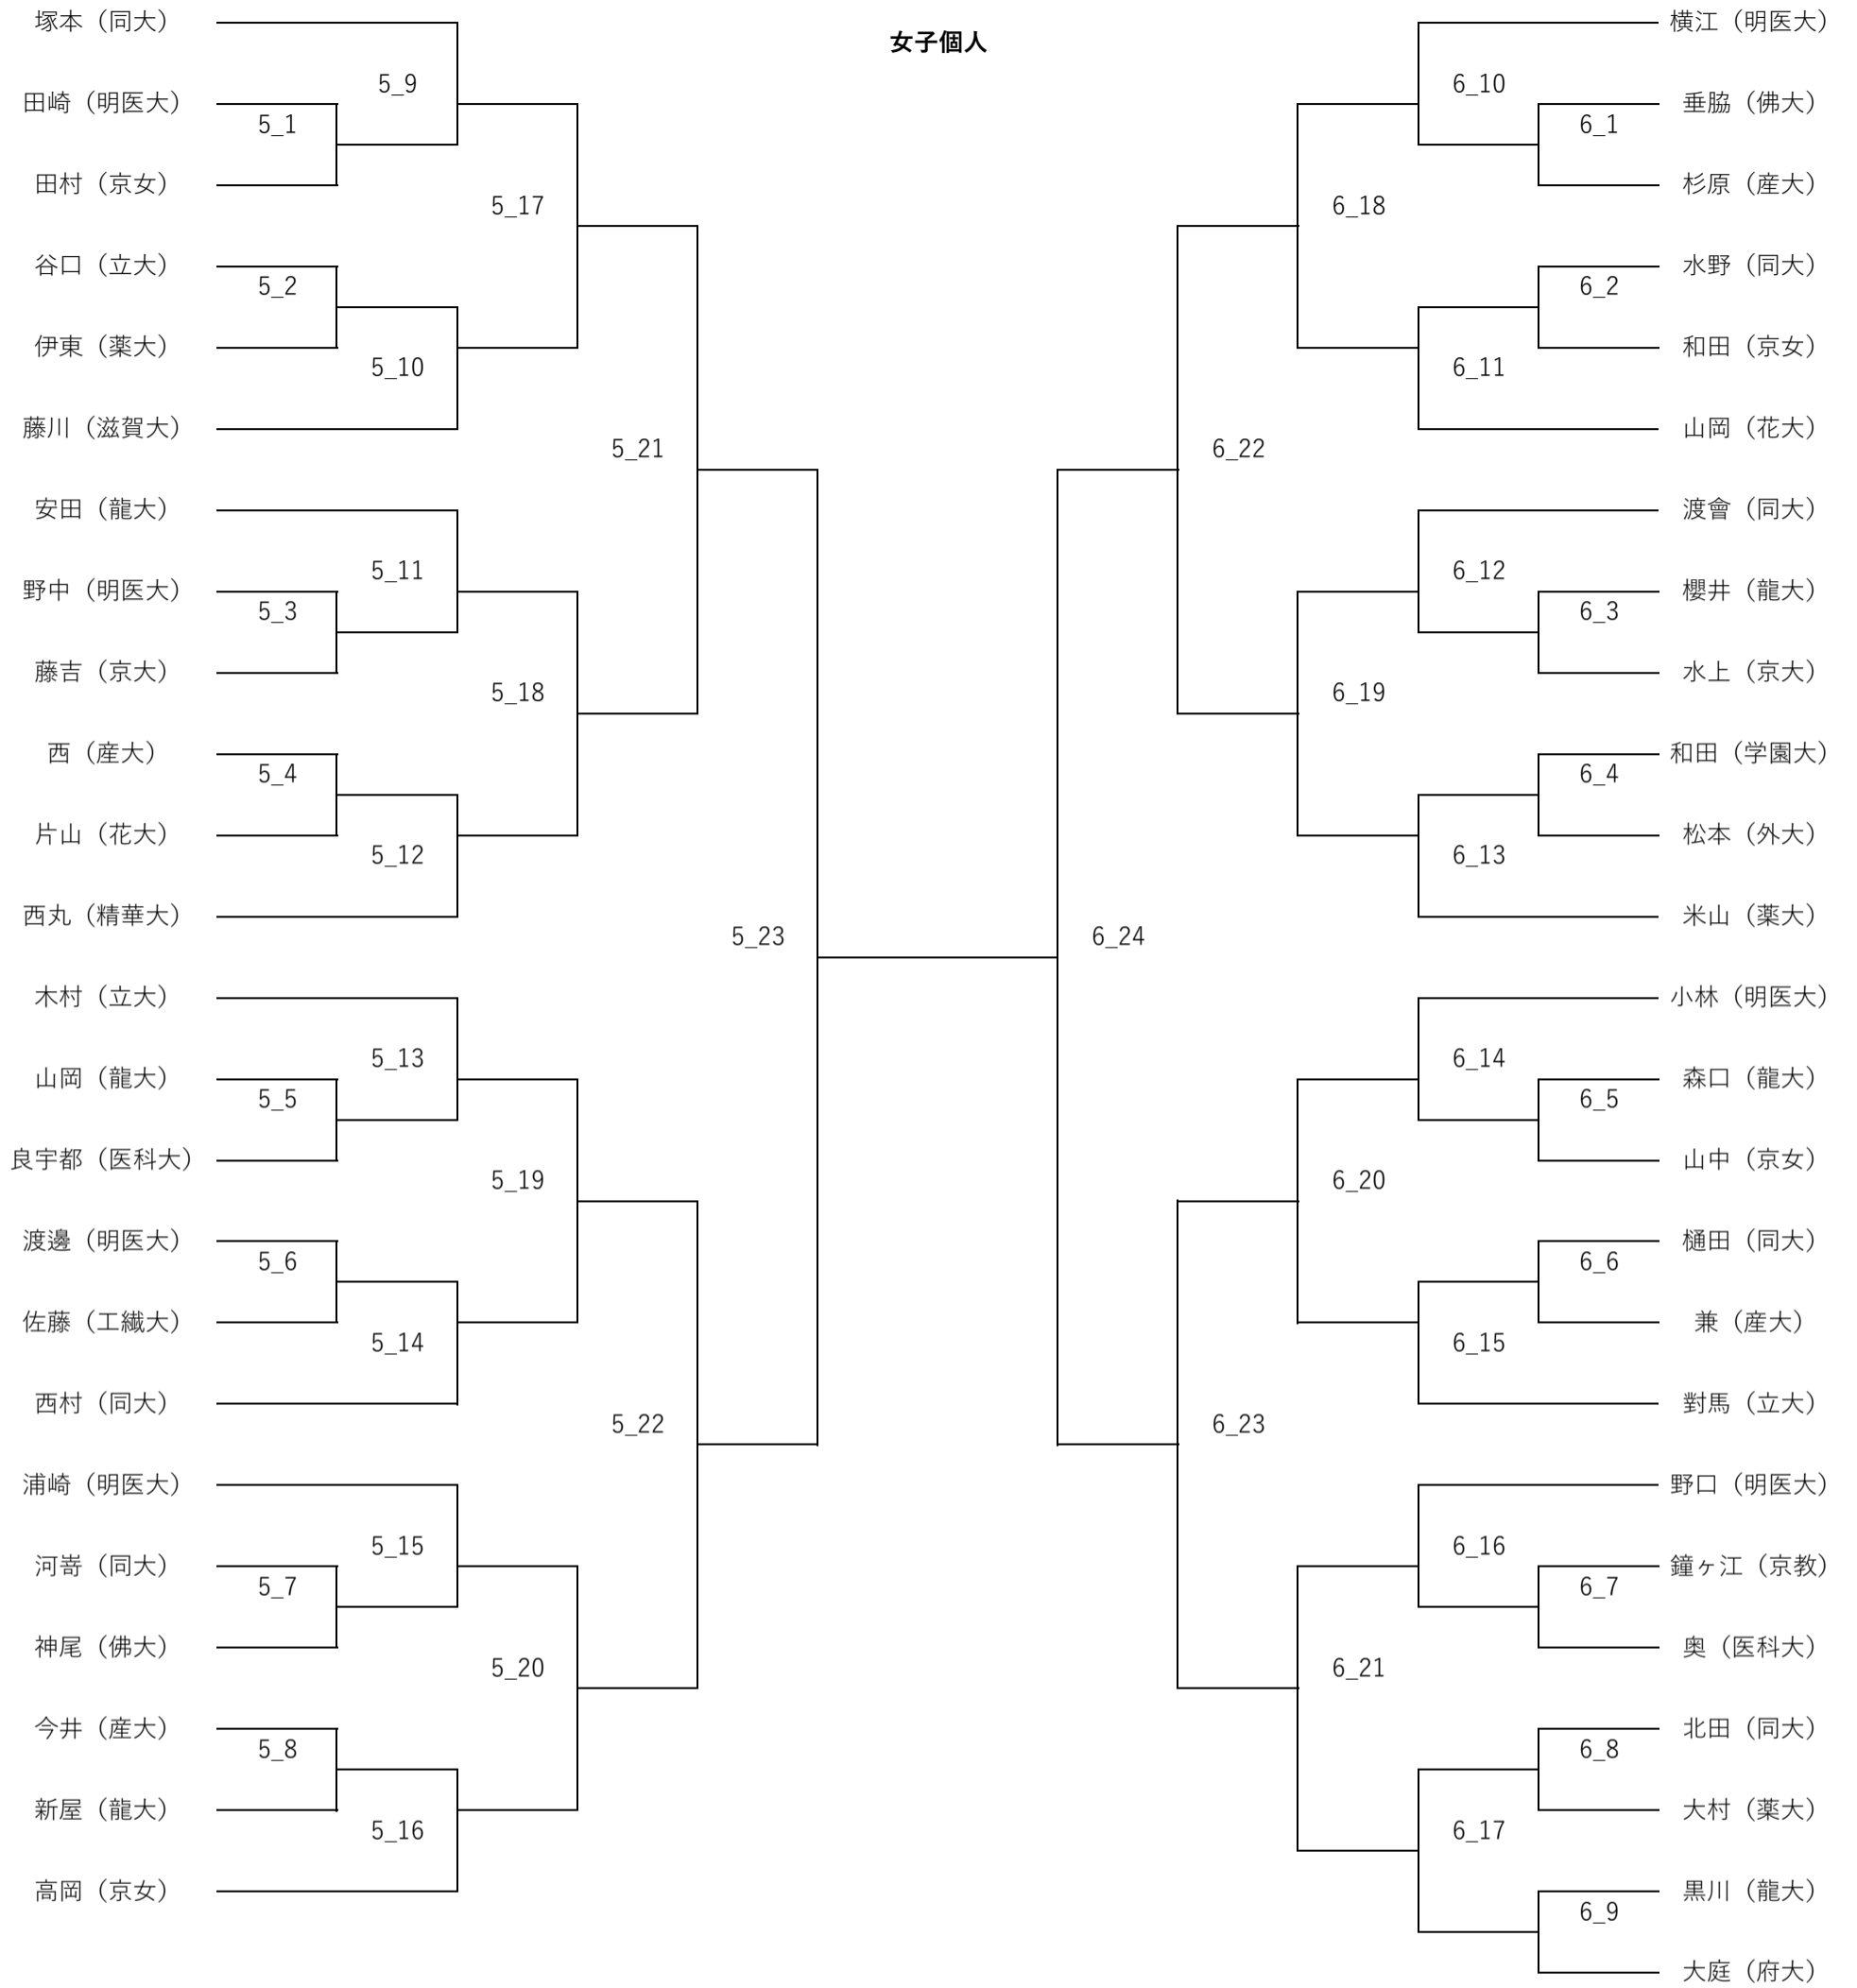 女子個人
塚本（同大）
5_9
田崎（明医大）
5_1
田村（京女）
5_17
谷口（立大）
5_2
伊東（薬大）
5_10
藤川（滋賀大）
5_21
安田（龍大）
5_11
野中（明医大）
5_3
藤吉（京大）
5_18
西（産大）
5_4
片山（花大）
5_12
西丸（精華大）
5_23
木村（立大）
5_13
山岡（龍大）
5_5
良宇都（医科大）
5_19
渡邊（明医大）
5_6
佐藤（工繊大）
5_14
西村（同大）
5_22
浦崎（明医大）
5_15
河嵜（同大）
5_7
神尾（佛大）
5_20
今井（産大）
5_8
新屋（龍大）
5_16
高岡（京女）
横江（明医大）
6_10
垂脇（佛大）
6_1
杉原（産大）
6_18
水野（同大）
6_2
和田（京女）
6_11
山岡（花大）
6_22
渡會（同大）
6_12
櫻井（龍大）
6_3
水上（京大）
6_19
和田（学園大）
6_4
松本（外大）
6_13
米山（薬大）
6_24
小林（明医大）
6_14
森口（龍大）
6_5
山中（京女）
6_20
樋田（同大）
6_6
兼（産大）
6_15
對馬（立大）
6_23
野口（明医大）
6_16
鐘ヶ江（京教）
6_7
奥（医科大）
6_21
北田（同大）
6_8
大村（薬大）
6_17
黒川（龍大）
6_9
大庭（府大）